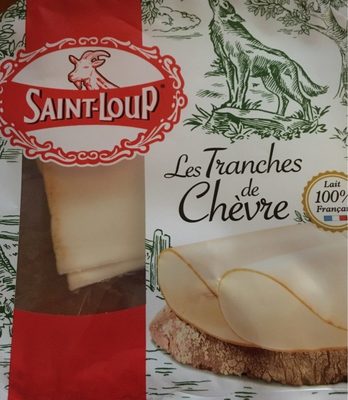 SAINT-LOUP
Les Tranches
de
Chèvre
Lait
100%
Français